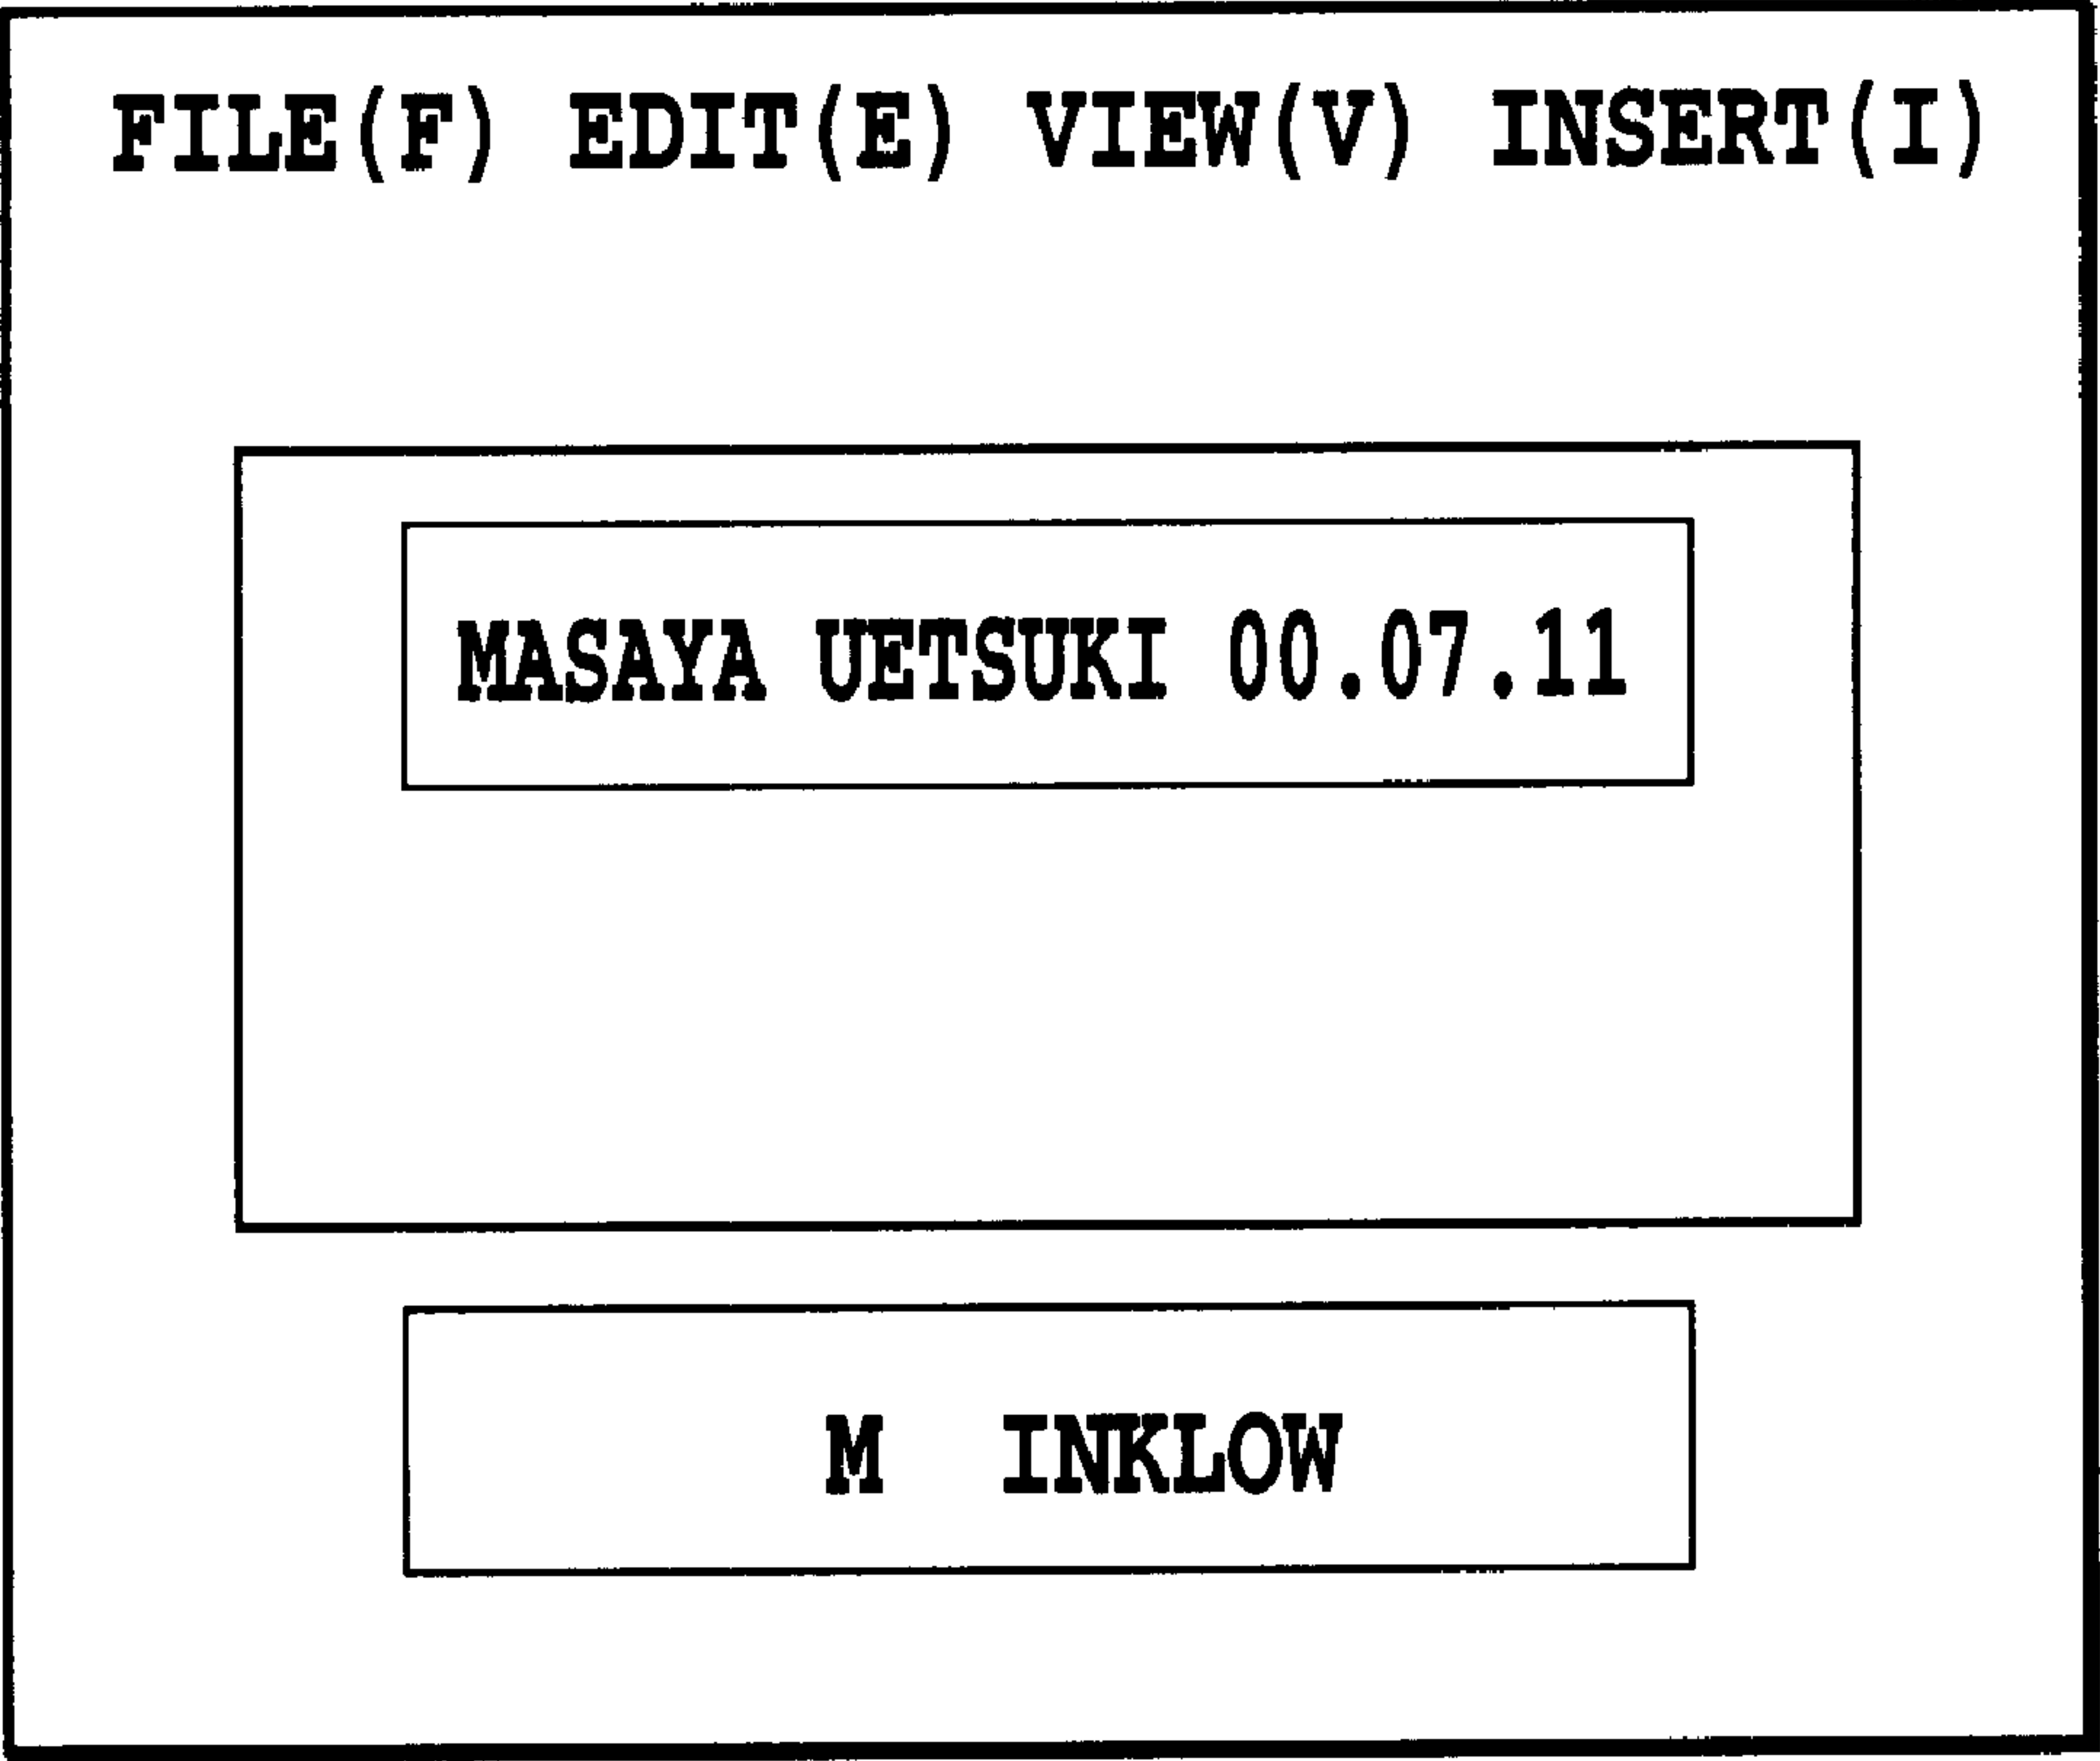 FILE(F) EDIT(E) VIEW(V) INSERT(I)
MASAYA UETSUKI 00.07.11
M INKLOW